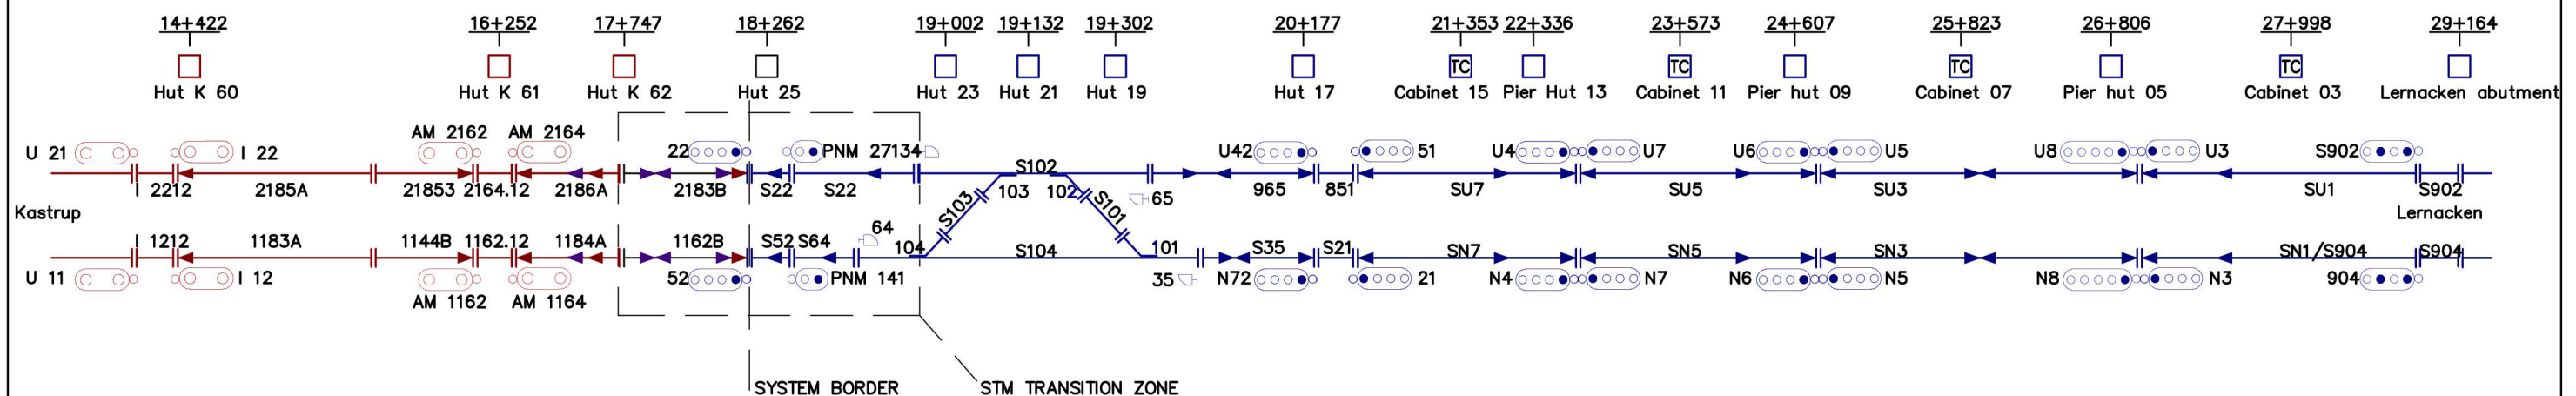 14+422 16+252 17+747 18+262 19+002 19+132 19+302 20+177 21+353 22+336 23+573 24+607 25+823 26+806 27+998 29+164
TC TC TC TC
Hut K 60 Hut K 61 Hut K 62 Hut 25 Hut 23 Hut 21 Hut 19 Hut 17 Cabinet 15 Pier Hut 13 Cabinet 11 Pier hut 09 Cabinet 07 Pier hut 05 Cabinet 03 Lernacken abutment
AM 2162 AM 2164
U 21 I 22 22 PNM 27134 U42 51 U4 U7 U6 U5 U8 U3 S902
S102
I 2212 2185A 21853 2164.12 2186A 2183B S22 S22 103 102 965 851 SU7 SU5 SU3 SU1 S902
S103 S101 65
Kastrup Lernacken
64
I 1212 1183A 1144B 1162.12 1184A 1162B S52 S64 104 S104 101 S35 S21 SN7 SN5 SN3 SN1/S904 S904
U 11 I 12 52 PNM 141 35 N72 21 N4 N7 N6 N5 N8 N3 904
AM 1162 AM 1164
SYSTEM BORDER STM TRANSITION ZONE